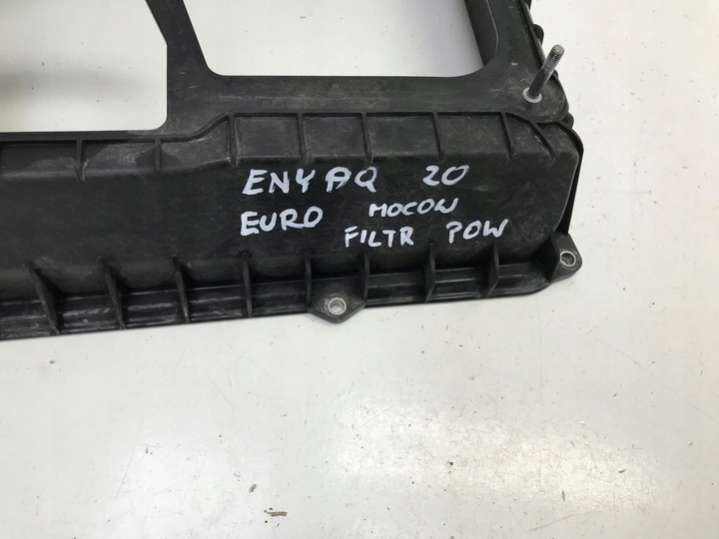 ENYAQ 20
EURO MOCOW
FILTR POW